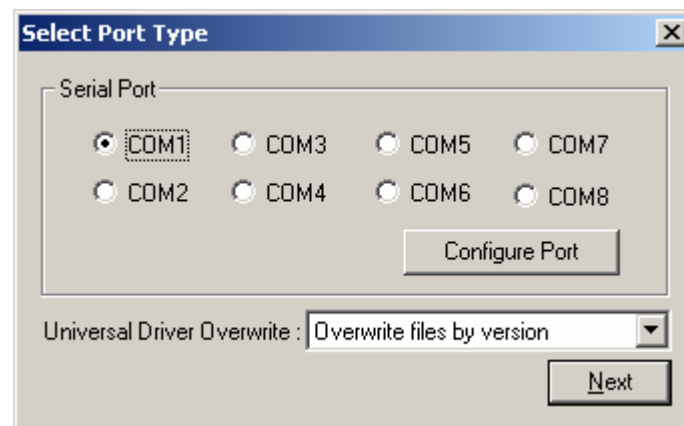 Select Port Type
Serial Port
COM1 COM3 COM5 COM7
COM2 COM4 COM6 COM8
Configure Port
Universal Driver Overwrite : Overwrite files by version
Next